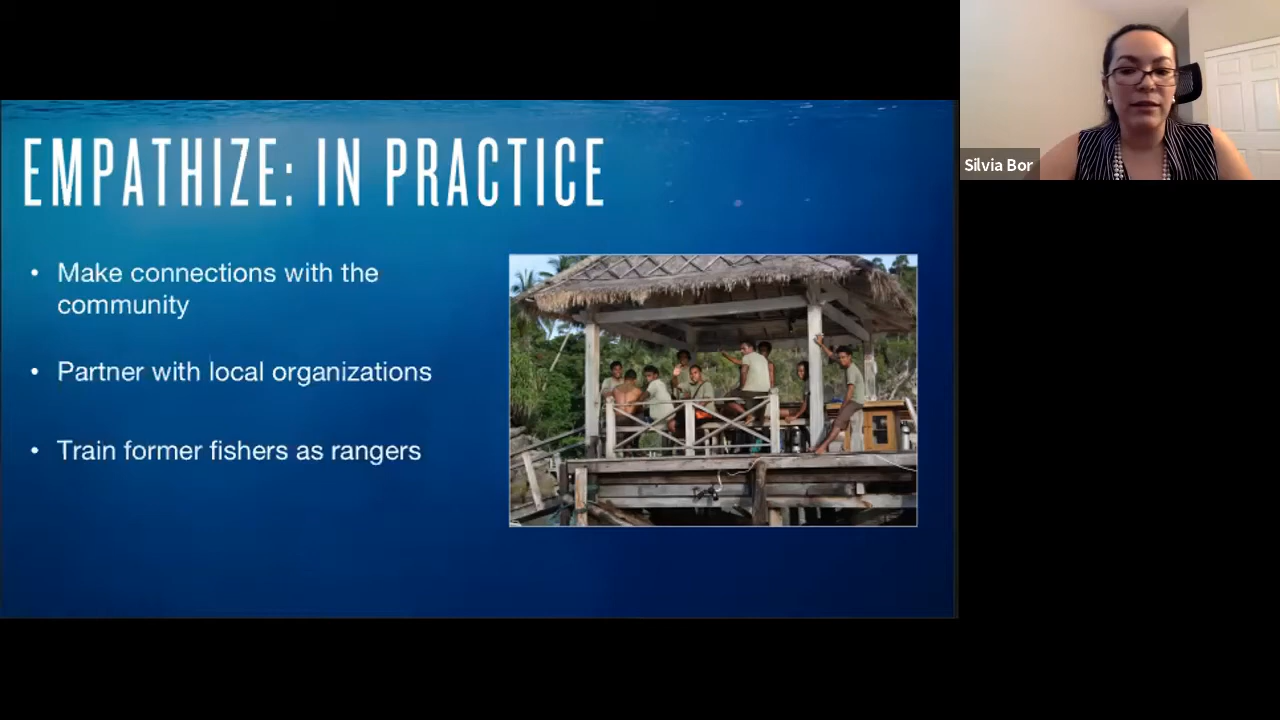 EMPATHIZE: IN PRACTICE
• Make connections with the
community
• Partner with local organizations
• Train former fishers as rangers
Silvia Bor